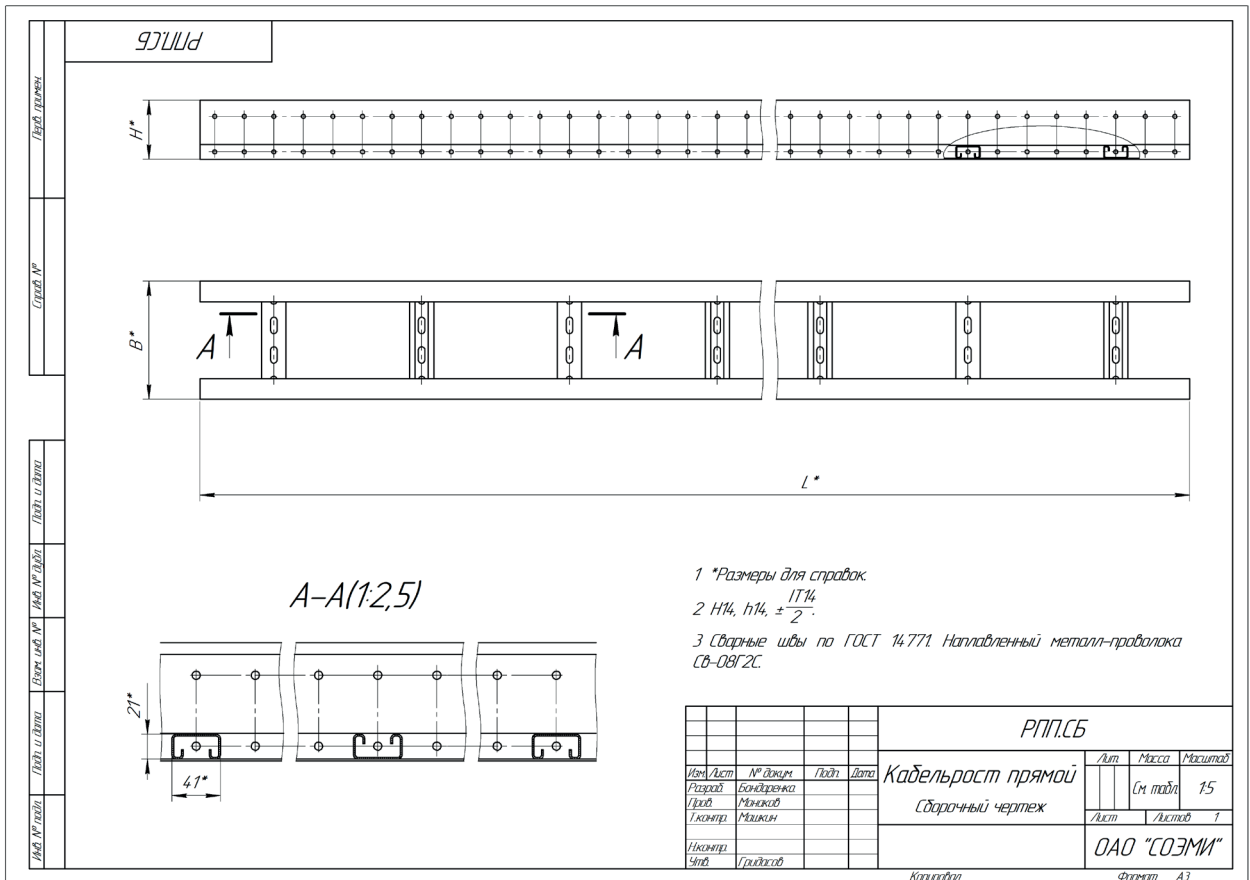 РПП.СБ
Перв. примен.
Справ. №
Подп. и дата
Инв. № дубл.
Взам. инв. №
Подп. и дата
Инв. № подл.
H*
B*
A
A
L*
А–А(1:2,5)
21*
41*
1 *Размеры для справок.
2 H14, h14, ± IT14/2.
3 Сварные швы по ГОСТ 14771. Наплавленный металл–проволока
Св–08Г2С.
РПП.СБ
Изм. Лист № докум. Подп. Дата
Разраб. Бондаренко
Пров. Монаков
Т.контр. Машкин
Н.контр.
Утв. Гридасов
Кабельрост прямой
Сборочный чертеж
Лит. Масса Масштаб
См. табл. 1:5
Лист Листов 1
ОАО "СОЭМИ"
Копировал Формат А3